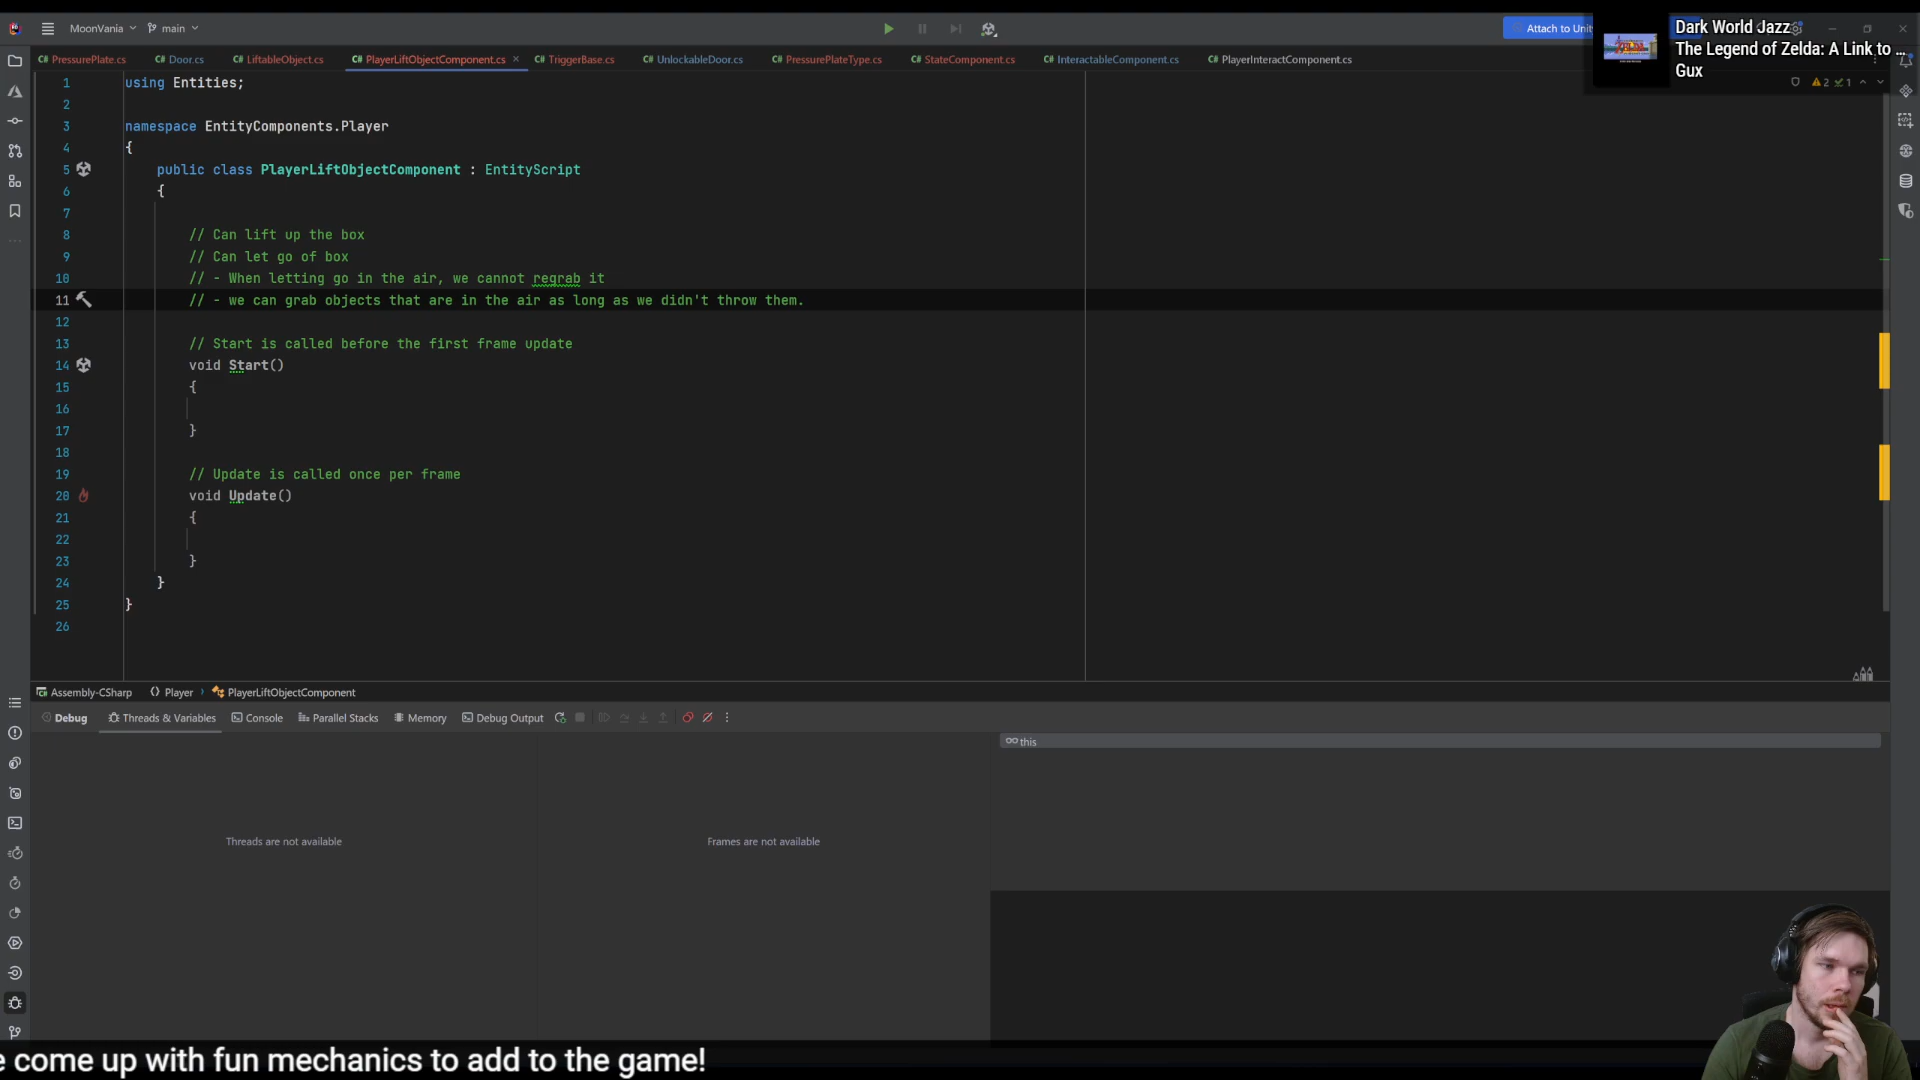 MoonVania
main
Attach to Unit
Dark World Jazz
The Legend of Zelda: A Link to ...
Gux
PressurePlate.cs
Door.cs
LiftableObject.cs
PlayerLiftObjectComponent.cs
TriggerBase.cs
UnlockableDoor.cs
PressurePlateType.cs
StateComponent.cs
InteractableComponent.cs
PlayerInteractComponent.cs
2 1
1 using Entities;
2
3 namespace EntityComponents.Player
4 {
5 public class PlayerLiftObjectComponent : EntityScript
6 {
7
8 // Can lift up the box
9 // Can let go of box
10 // - When letting go in the air, we cannot regrab it
11 // - we can grab objects that are in the air as long as we didn't throw them.
12
13 // Start is called before the first frame update
14 void Start()
15 {
16
17 }
18
19 // Update is called once per frame
20 void Update()
21 {
22
23 }
24 }
25 }
26
Assembly-CSharp
Player
PlayerLiftObjectComponent
Debug
Threads & Variables
Console
Parallel Stacks
Memory
Debug Output
this
Threads are not available
Frames are not available
e come up with fun mechanics to add to the game!